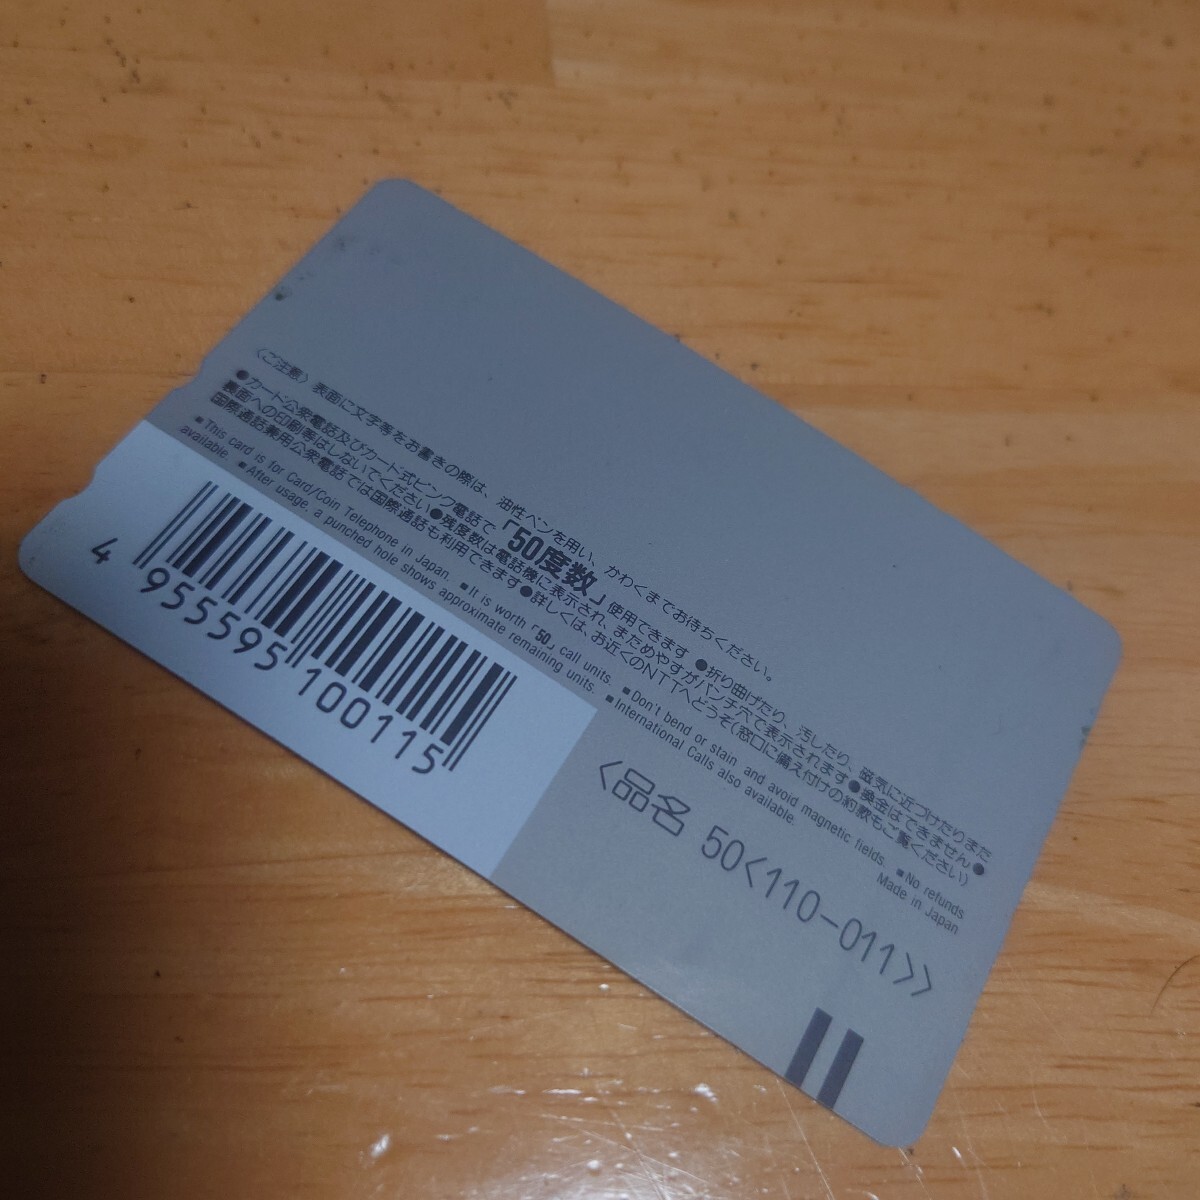 〈ご注意〉表面に文字等をお書きの際は、油性ペンを用い、かわくまでお待ちください。
●カード公衆電話及びカード式ピンク電話で「50度数」使用できます ●折り曲げたり、汚したり、磁気に近づけたりまた
裏面への印刷等はしないでください●残度数は電話機に表示され、まためやすがパンチ穴で表示されます●換金はできません●
国際通話兼用公衆電話では国際通話も利用できます●詳しくは、お近くのNTTへどうぞ(窓口に備え付けの約款もご覧ください)
■This card is for Card/Coin Telephone in Japan. ■It is worth「50」call units. ■Don't bend or stain and avoid magnetic fields. ■No refunds
available. ■After usage, a punched hole shows approximate remaining units. ■International Calls also available. Made in Japan
4 955595 100115
〈品名 50〈110-011〉〉